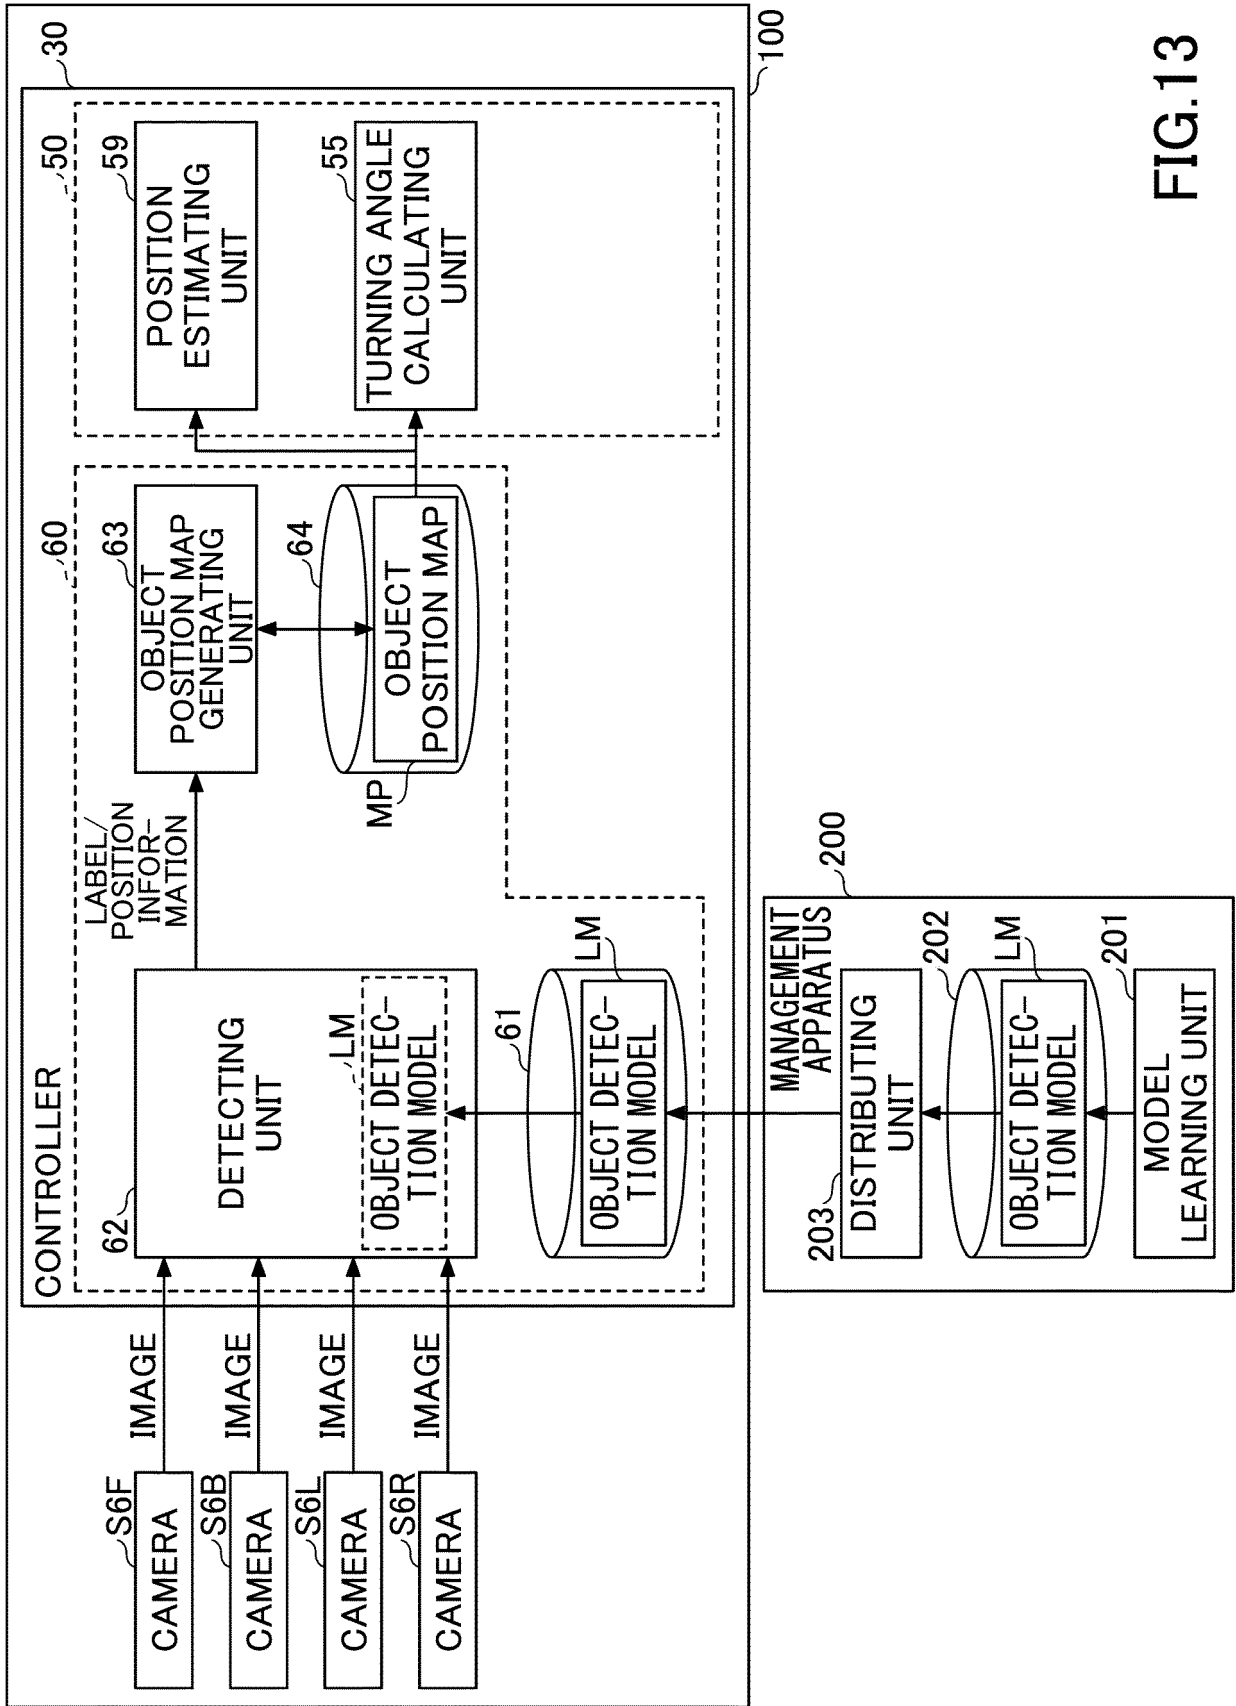 CONTROLLER
30
100
50
60
S6F
CAMERA
IMAGE
S6B
CAMERA
IMAGE
S6L
CAMERA
IMAGE
S6R
CAMERA
IMAGE
62
DETECTING
UNIT
LM
OBJECT DETEC-
TION MODEL
61
LM
OBJECT DETEC-
TION MODEL
LABEL/
POSITION
INFOR-
MATION
63
OBJECT
POSITION MAP
GENERATING
UNIT
64
MP
OBJECT
POSITION MAP
59
POSITION
ESTIMATING
UNIT
55
TURNING ANGLE
CALCULATING
UNIT
200
MANAGEMENT
APPARATUS
203
DISTRIBUTING
UNIT
202
LM
OBJECT DETEC-
TION MODEL
201
MODEL
LEARNING UNIT
FIG.13